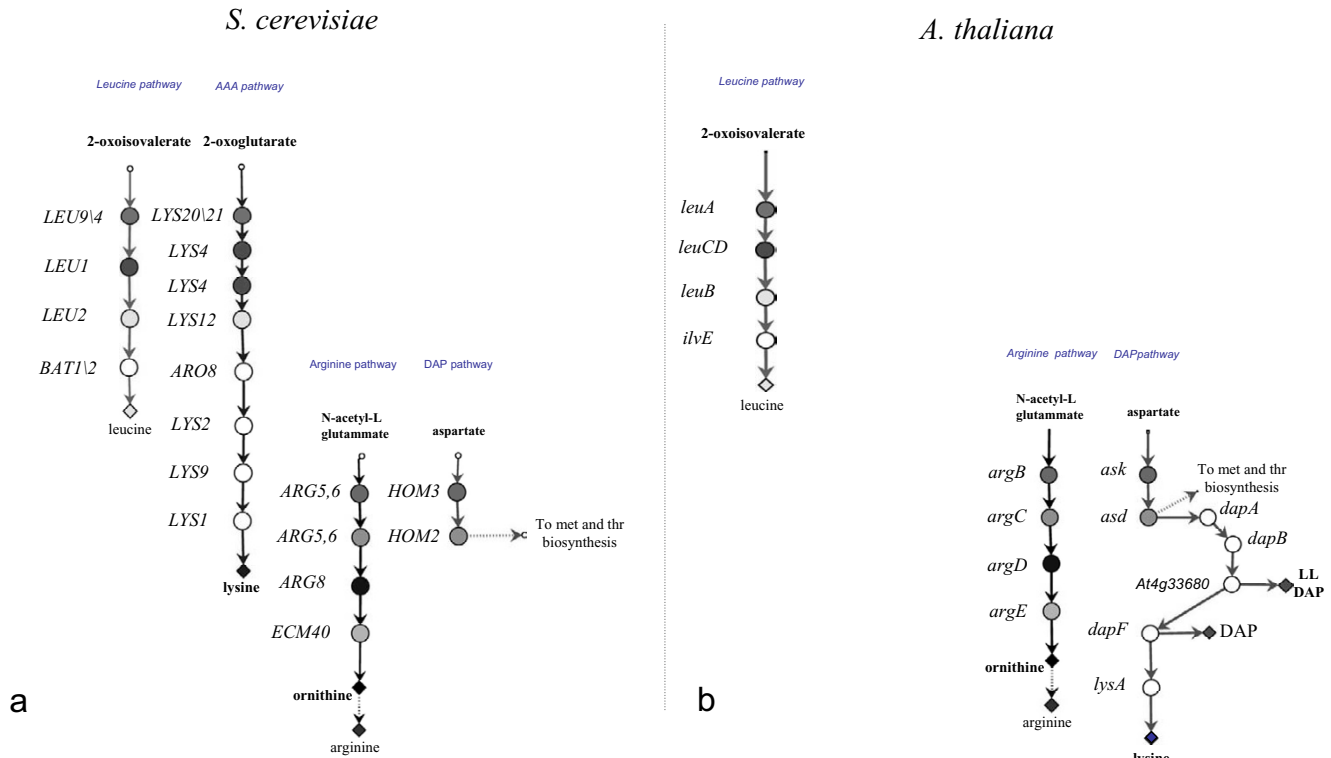 S. cerevisiae
Leucine pathway
AAA pathway
2-oxoisovalerate
2-oxoglutarate
LEU9\4
LYS20\21
LYS4
LEU1
LYS4
LEU2
LYS12
BAT1\2
ARO8
leucine
LYS2
LYS9
LYS1
lysine
Arginine pathway
DAP pathway
N-acetyl-L
glutammate
aspartate
ARG5,6
HOM3
ARG5,6
HOM2
To met and thr
biosynthesis
ARG8
ECM40
ornithine
arginine
a
A. thaliana
Leucine pathway
2-oxoisovalerate
leuA
leuCD
leuB
ilvE
leucine
Arginine pathway
DAPpathway
N-acetyl-L
glutammate
aspartate
argB
ask
To met and thr
biosynthesis
argC
asd
dapA
dapB
argD
At4g33680
LL
DAP
argE
dapF
DAP
ornithine
lysA
arginine
lysine
b